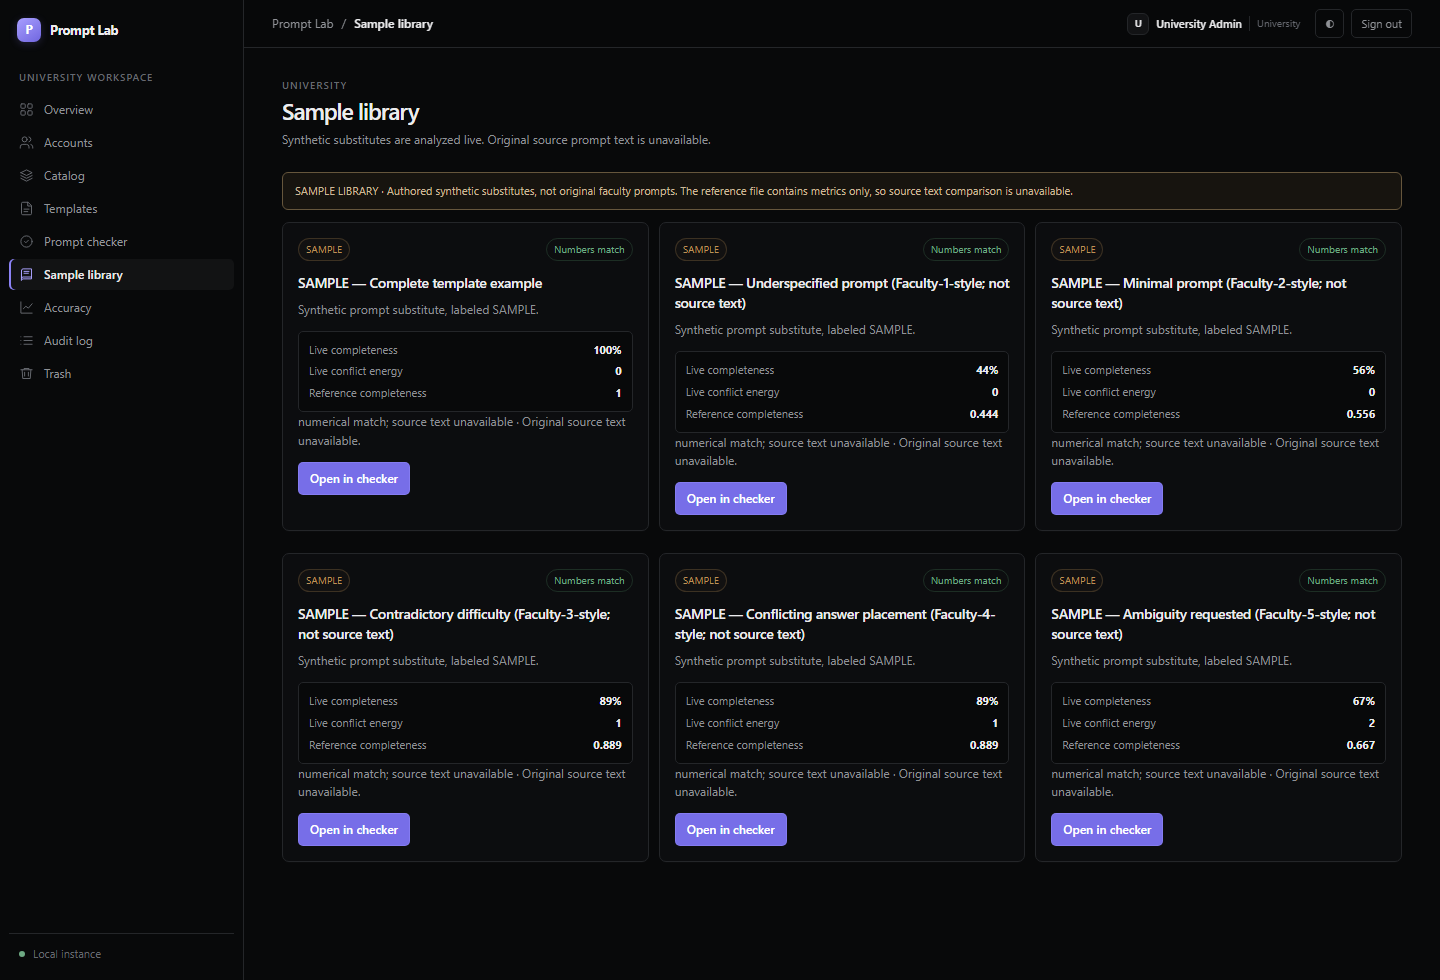 P
Prompt Lab
UNIVERSITY WORKSPACE
Overview
Accounts
Catalog
Templates
Prompt checker
Sample library
Accuracy
Audit log
Trash
Local instance
Prompt Lab / Sample library
U University Admin University Sign out
UNIVERSITY
Sample library
Synthetic substitutes are analyzed live. Original source prompt text is unavailable.
SAMPLE LIBRARY · Authored synthetic substitutes, not original faculty prompts. The reference file contains metrics only, so source text comparison is unavailable.
SAMPLE Numbers match
SAMPLE — Complete template example
Synthetic prompt substitute, labeled SAMPLE.
Live completeness 100%
Live conflict energy 0
Reference completeness 1
numerical match; source text unavailable · Original source text
unavailable.
Open in checker
SAMPLE Numbers match
SAMPLE — Underspecified prompt (Faculty-1-style; not
source text)
Synthetic prompt substitute, labeled SAMPLE.
Live completeness 44%
Live conflict energy 0
Reference completeness 0.444
numerical match; source text unavailable · Original source text
unavailable.
Open in checker
SAMPLE Numbers match
SAMPLE — Minimal prompt (Faculty-2-style; not
source text)
Synthetic prompt substitute, labeled SAMPLE.
Live completeness 56%
Live conflict energy 0
Reference completeness 0.556
numerical match; source text unavailable · Original source text
unavailable.
Open in checker
SAMPLE Numbers match
SAMPLE — Contradictory difficulty (Faculty-3-style;
not source text)
Synthetic prompt substitute, labeled SAMPLE.
Live completeness 89%
Live conflict energy 1
Reference completeness 0.889
numerical match; source text unavailable · Original source text
unavailable.
Open in checker
SAMPLE Numbers match
SAMPLE — Conflicting answer placement (Faculty-4-
style; not source text)
Synthetic prompt substitute, labeled SAMPLE.
Live completeness 89%
Live conflict energy 1
Reference completeness 0.889
numerical match; source text unavailable · Original source text
unavailable.
Open in checker
SAMPLE Numbers match
SAMPLE — Ambiguity requested (Faculty-5-style; not
source text)
Synthetic prompt substitute, labeled SAMPLE.
Live completeness 67%
Live conflict energy 2
Reference completeness 0.667
numerical match; source text unavailable · Original source text
unavailable.
Open in checker